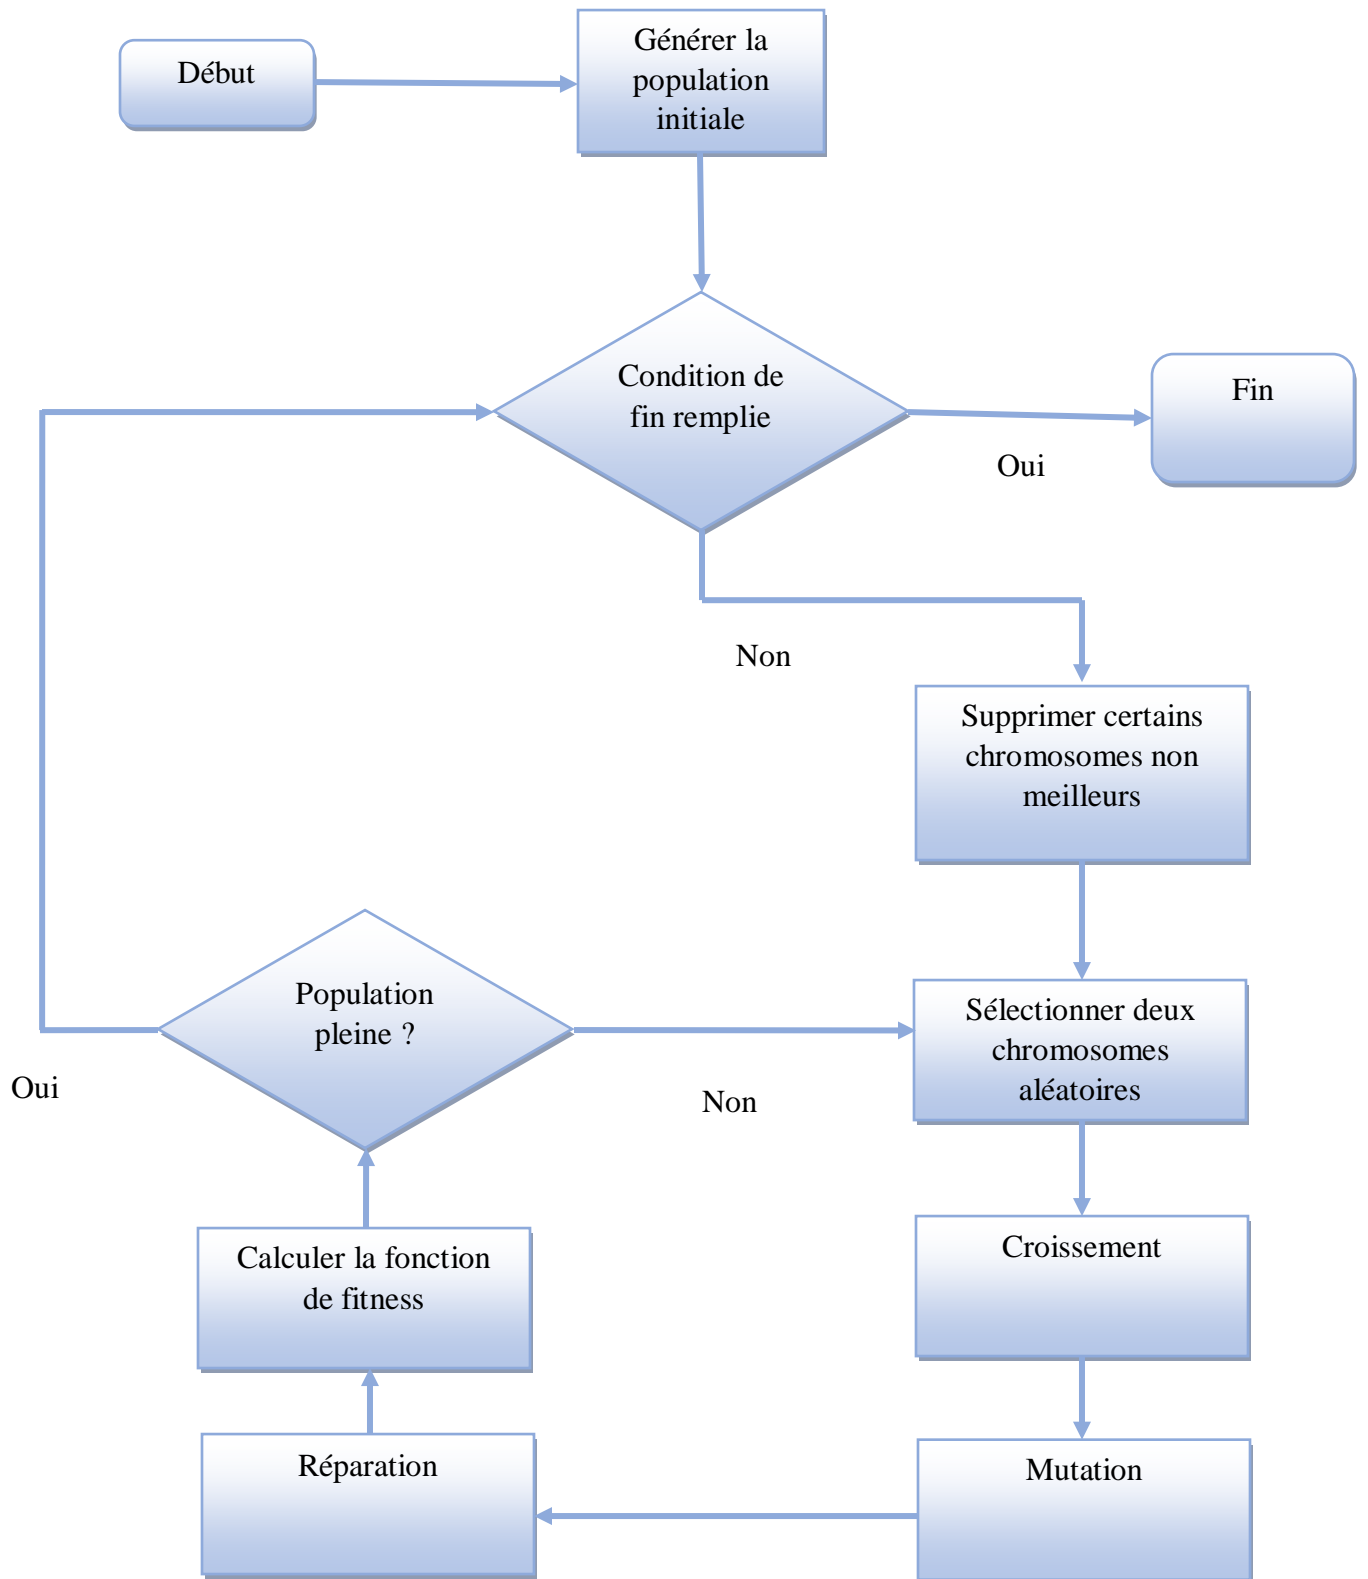 Début
Générer la
population
initiale
Condition de
fin remplie
Fin
Oui
Non
Supprimer certains
chromosomes non
meilleurs
Population
pleine ?
Sélectionner deux
chromosomes
aléatoires
Oui
Non
Calculer la fonction
de fitness
Croissement
Réparation
Mutation